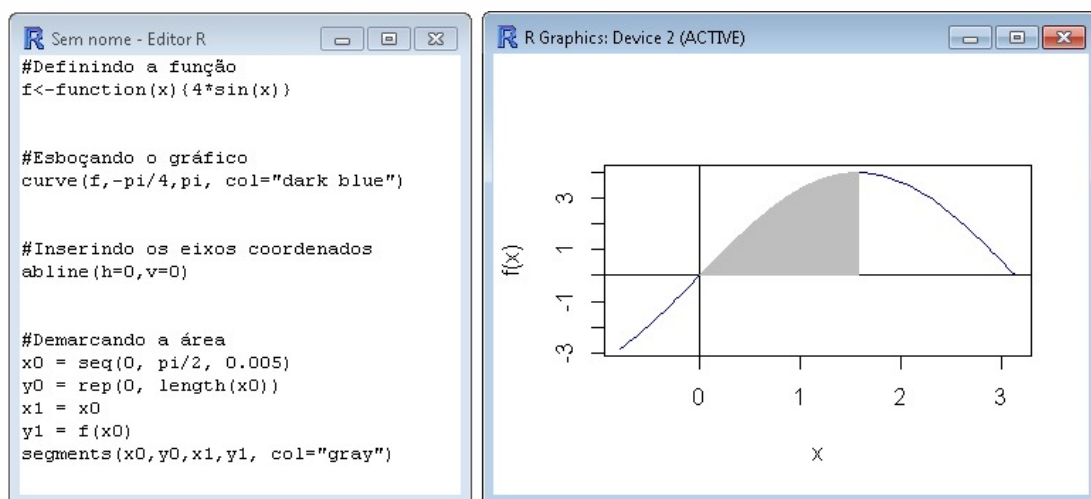 Sem nome - Editor R
#Definindo a função
f<-function(x){4*sin(x)}
#Esboçando o gráfico
curve(f,-pi/4,pi, col="dark blue")
#Inserindo os eixos coordenados
abline(h=0,v=0)
#Demarcando a área
x0 = seq(0, pi/2, 0.005)
y0 = rep(0, length(x0))
x1 = x0
y1 = f(x0)
segments(x0,y0,x1,y1, col="gray")
R Graphics: Device 2 (ACTIVE)
f(x)
3
1
-1
-3
0 1 2 3
x